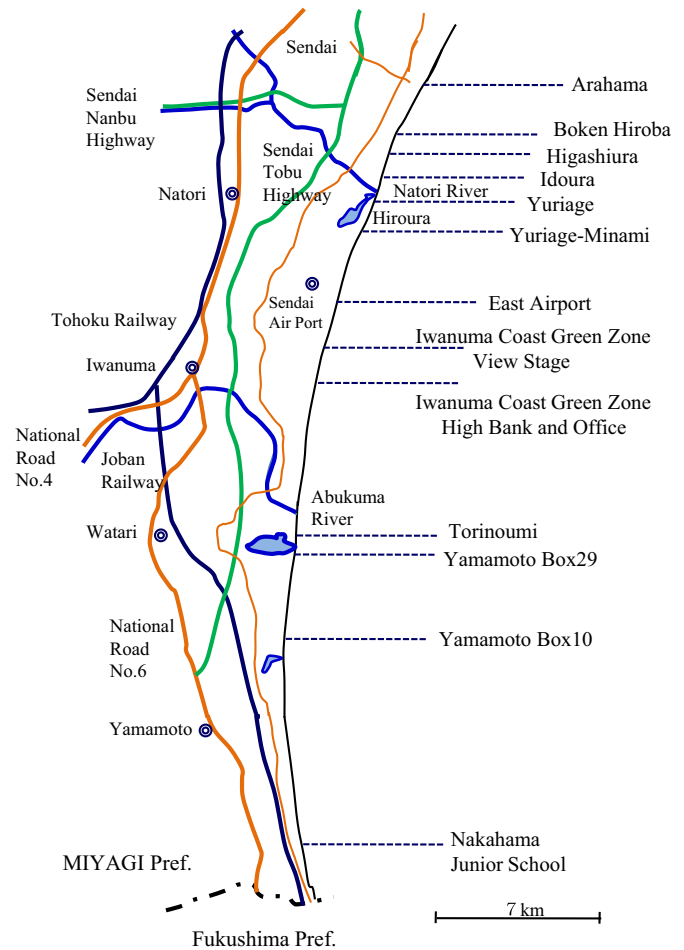 Sendai
Arahama
Sendai
Nanbu
Highway
Boken Hiroba
Higashiura
Sendai
Tobu
Highway
Idoura
Natori
Natori River
Yuriage
Hiroura
Yuriage-Minami
Sendai
Air Port
East Airport
Tohoku Railway
Iwanuma Coast Green Zone
View Stage
Iwanuma
Iwanuma Coast Green Zone
High Bank and Office
National
Road
No.4
Joban
Railway
Abukuma
River
Watari
Torinoumi
Yamamoto Box29
National
Road
No.6
Yamamoto Box10
Yamamoto
Nakahama
Junior School
MIYAGI Pref.
7 km
Fukushima Pref.